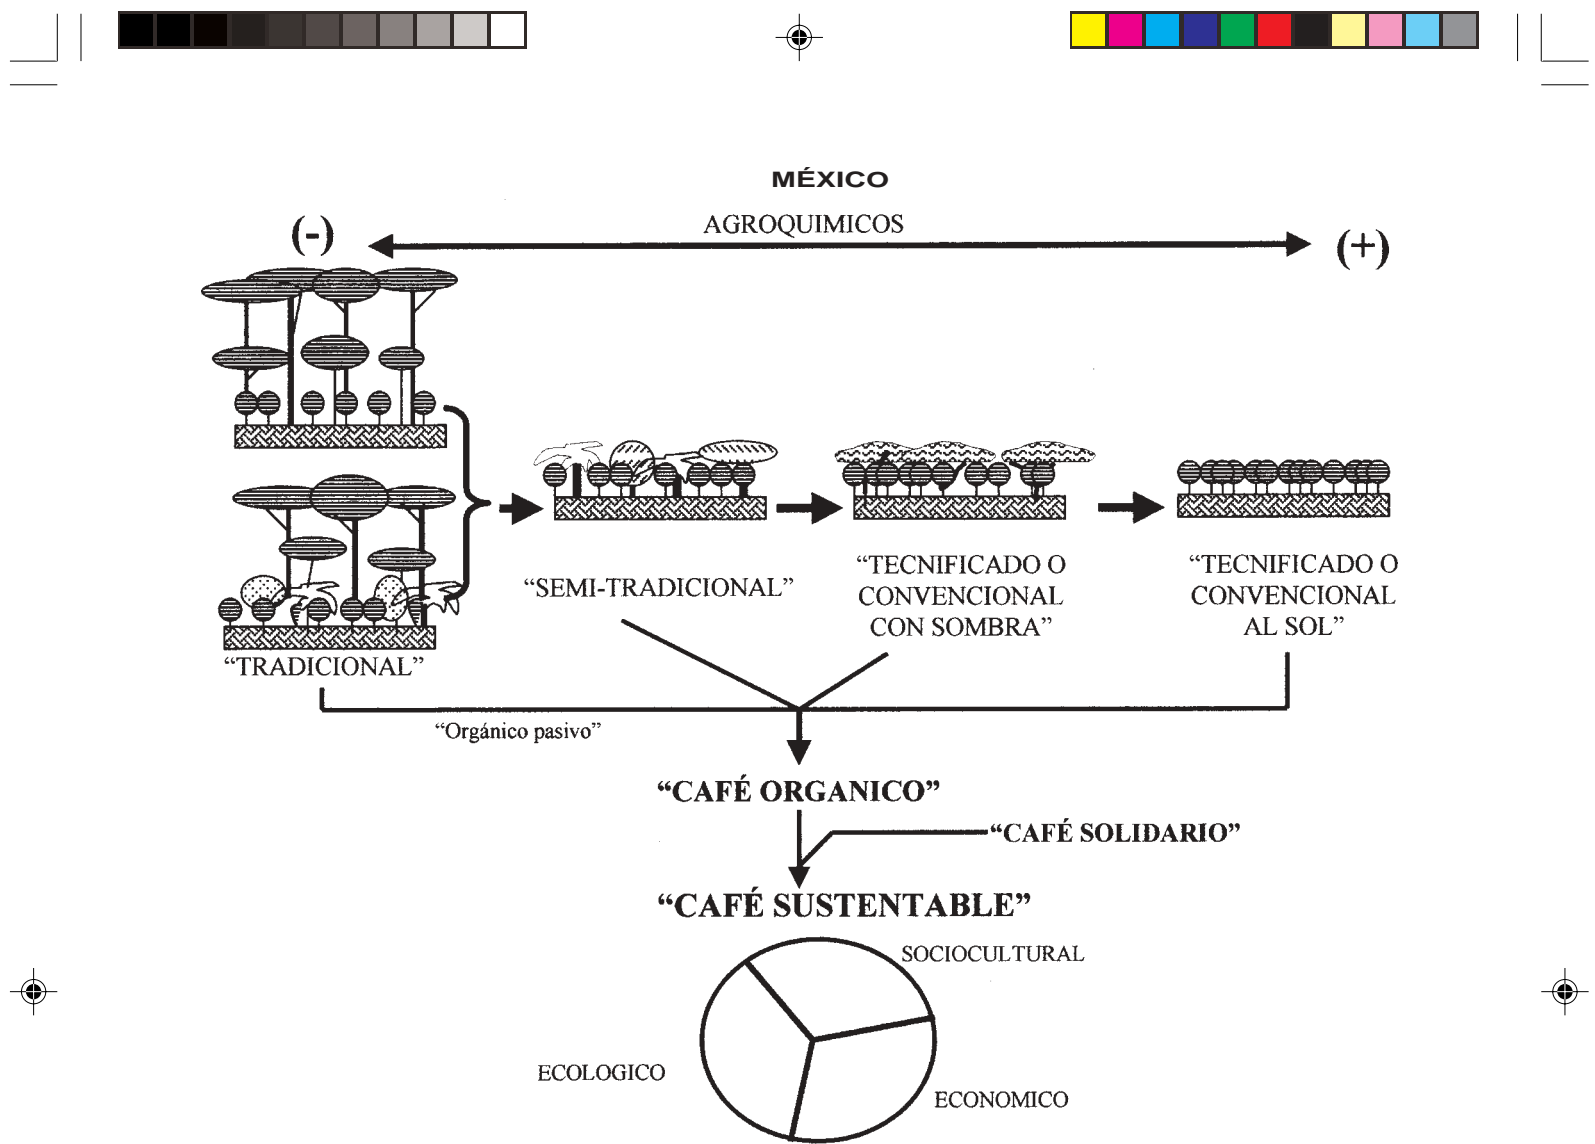 MÉXICO
AGROQUIMICOS
(-)
(+)
“SEMI-TRADICIONAL”
“TECNIFICADO O
CONVENCIONAL
CON SOMBRA”
“TECNIFICADO O
CONVENCIONAL
AL SOL”
“TRADICIONAL”
“Orgánico pasivo”
“CAFÉ ORGANICO”
“CAFÉ SOLIDARIO”
“CAFÉ SUSTENTABLE”
SOCIOCULTURAL
ECOLOGICO
ECONOMICO